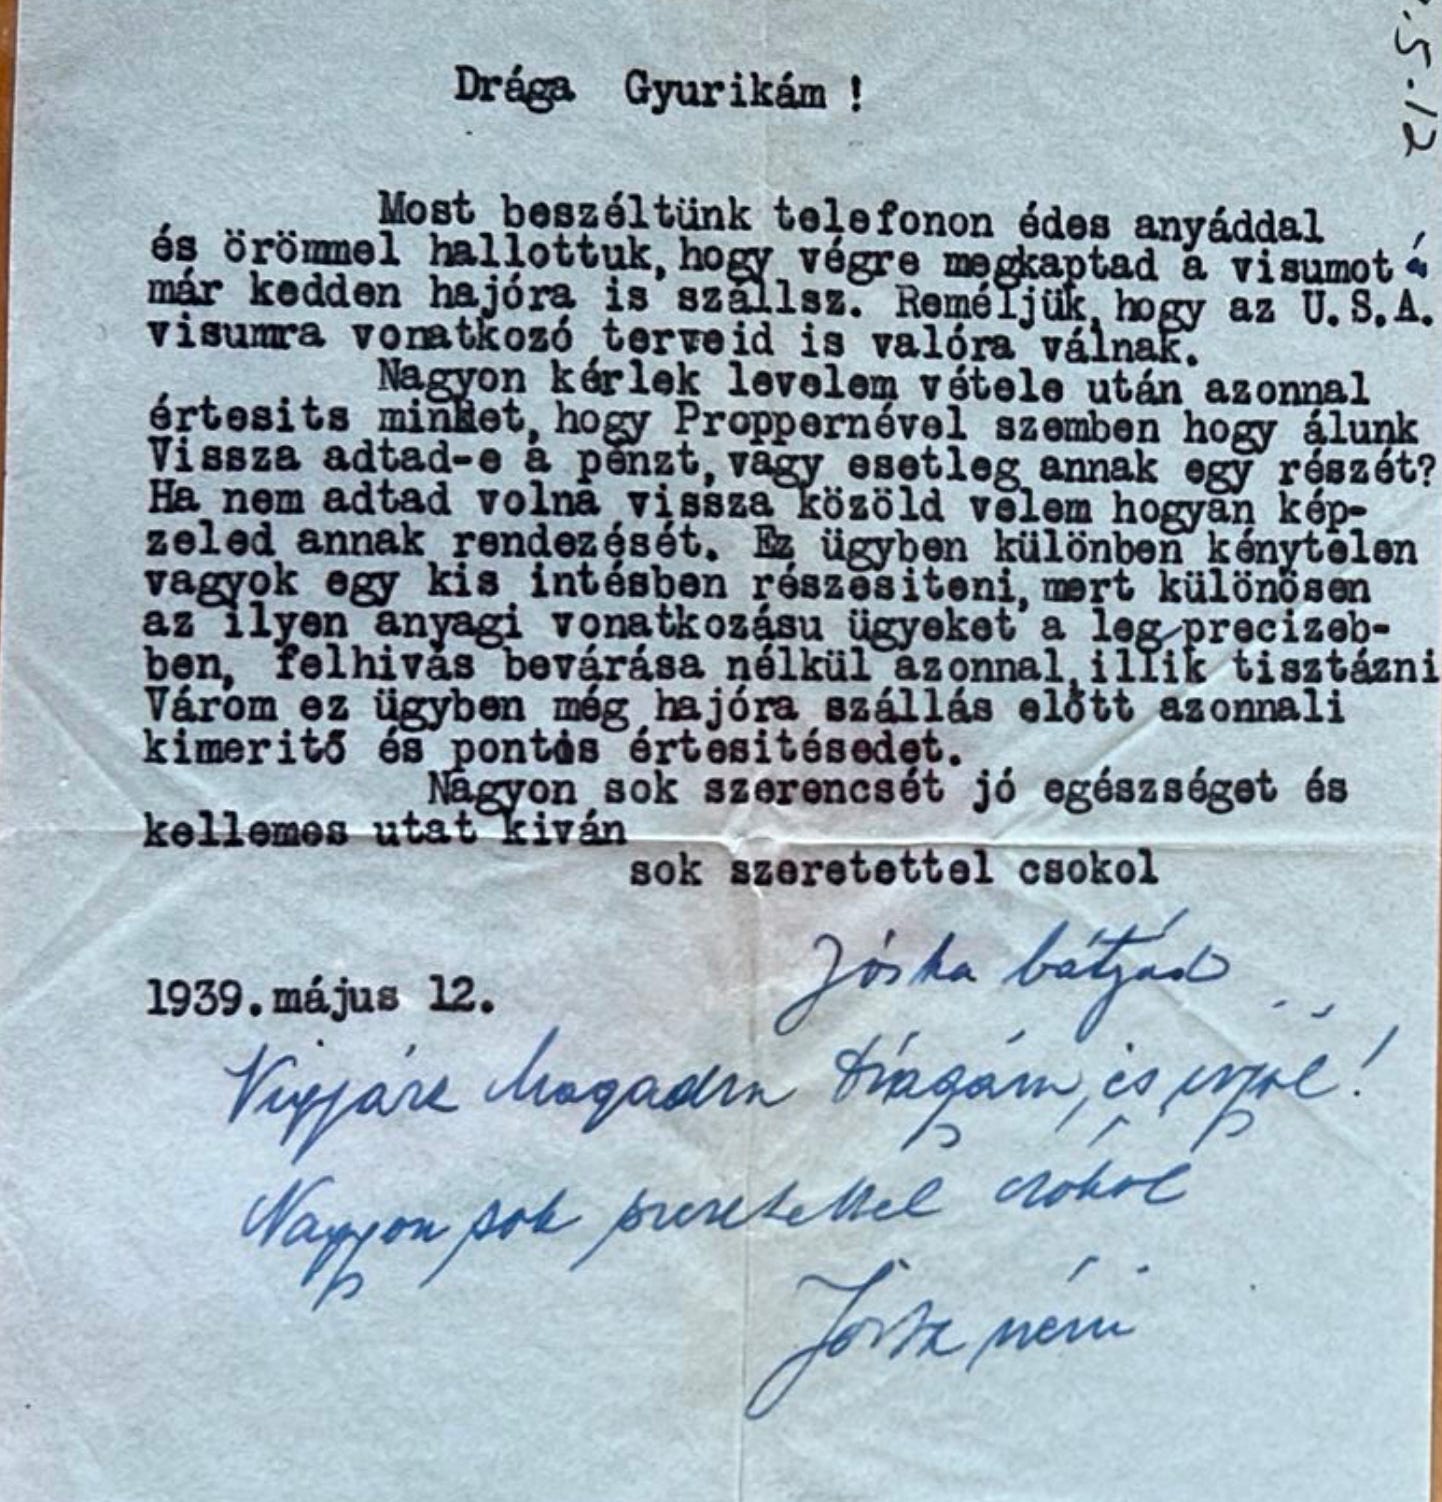 .5.12
Drága Gyurikám !
Most beszéltünk telefonon édes anyáddal
és örömmel hallottuk, hogy végre megkaptad a visumot
már kedden hajóra is szállsz. Reméljük, hogy az U.S.A.
visumra vonatkozó terveid is valóra válnak.
Nagyon kérlek levelem vétele után azonnal
értesits minket, hogy Proppernével szemben hogy álunk
Vissza adtad-e a pénzt, vagy esetleg annak egy részét?
Ha nem adtad volna vissza közöld velem hogyan kép-
zeled annak rendezését. Ez ügyben különben kénytelen
vagyok egy kis intésben részesiteni, mert különösen
az ilyen anyagi vonatkozásu ügyeket a leg precizeb-
ben, felhivás bevárása nélkül azonnal, illik tisztázni
Várom ez ügyben még hajóra szállás előtt azonnali
kimeritő és pontos értesitésedet.
Nagyon sok szerencsét jó egészséget és
kellemes utat kiván
sok szeretettel csokol
Jóska bátyád
1939.május 12.
Vigyázz Magadra Drágám, és írjál!
Nagyon sok szeretettel csókol
néni